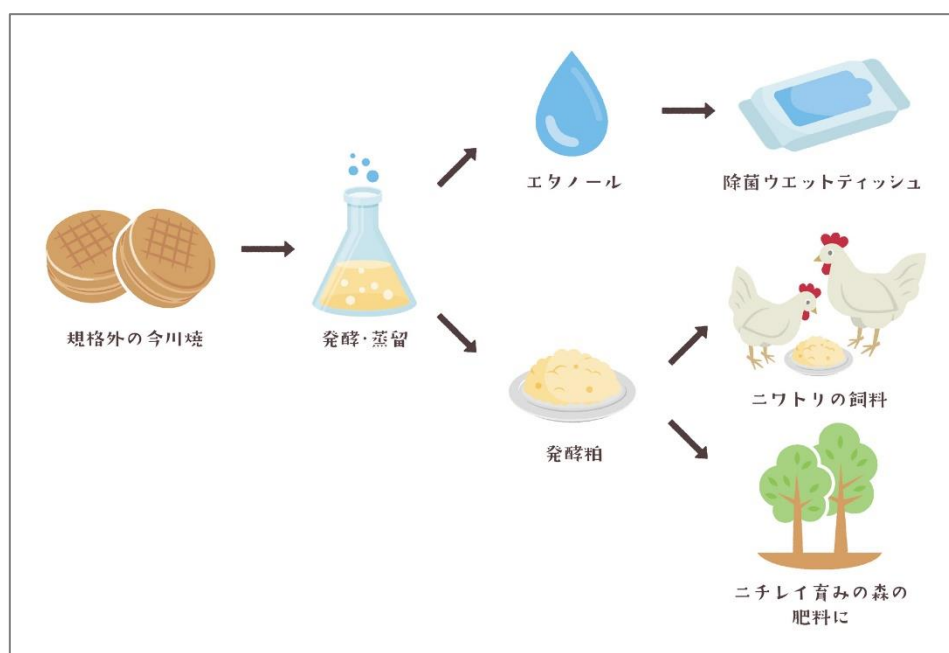 エタノール
除菌ウエットティッシュ
規格外の今川焼
発酵・蒸留
ニワトリの飼料
発酵粕
ニチレイ育みの森の
肥料に